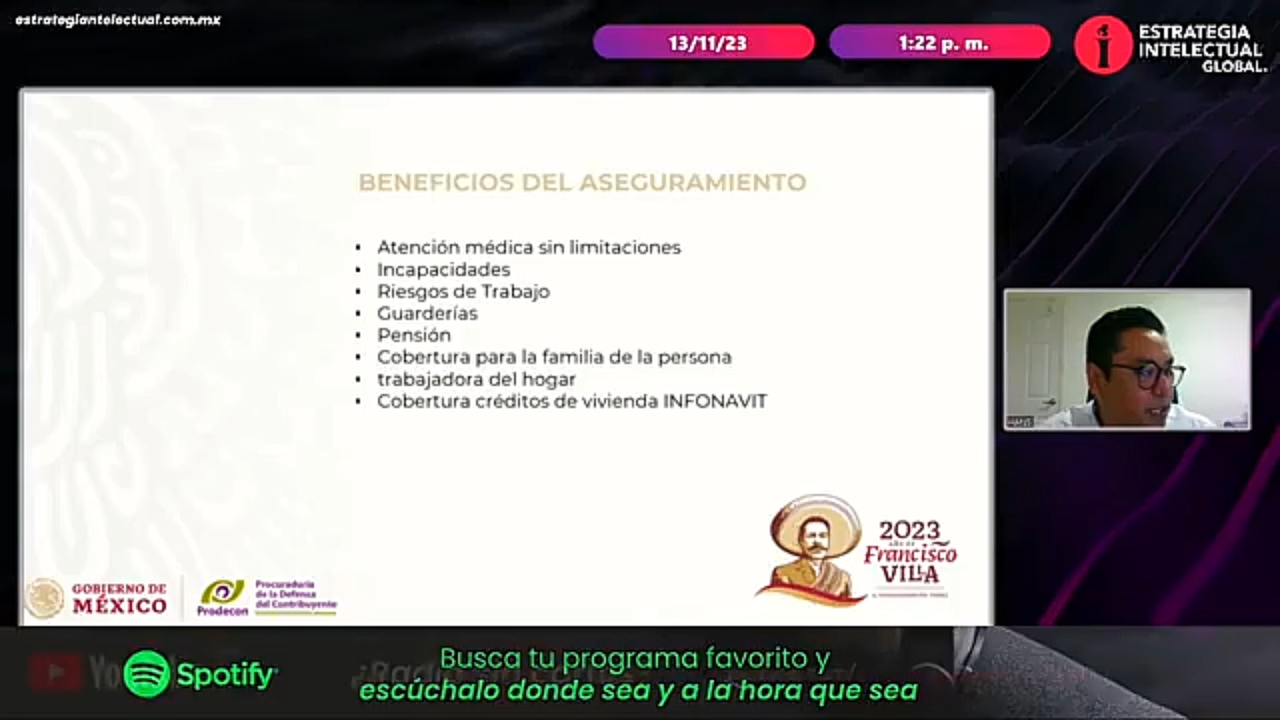 estrategiaintelectual.com.mx
13/11/23
1:22 p. m.
ESTRATEGIA
INTELECTUAL
GLOBAL.
BENEFICIOS DEL ASEGURAMIENTO
• Atención médica sin limitaciones
• Incapacidades
• Riesgos de Trabajo
• Guarderías
• Pensión
• Cobertura para la familia de la persona
• trabajadora del hogar
• Cobertura créditos de vivienda INFONAVIT
2023
Francisco
VILLA
GOBIERNO DE
MÉXICO
Prodecon
Procuraduría
de la Defensa
del Contribuyente
Spotify
Busca tu programa favorito y
escúchalo donde sea y a la hora que sea